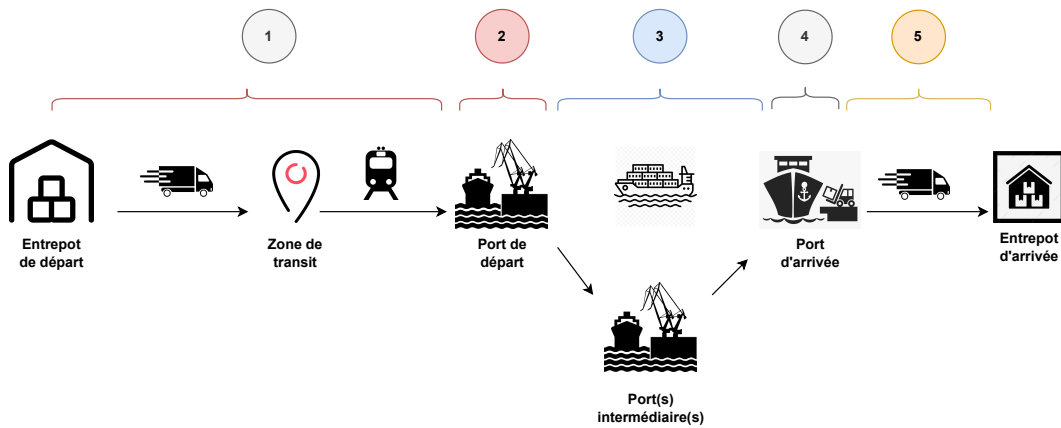 1
2
3
4
5
Entrepot
de départ
Zone de
transit
Port de
départ
Port
d'arrivée
Entrepot
d'arrivée
Port(s)
intermédiaire(s)